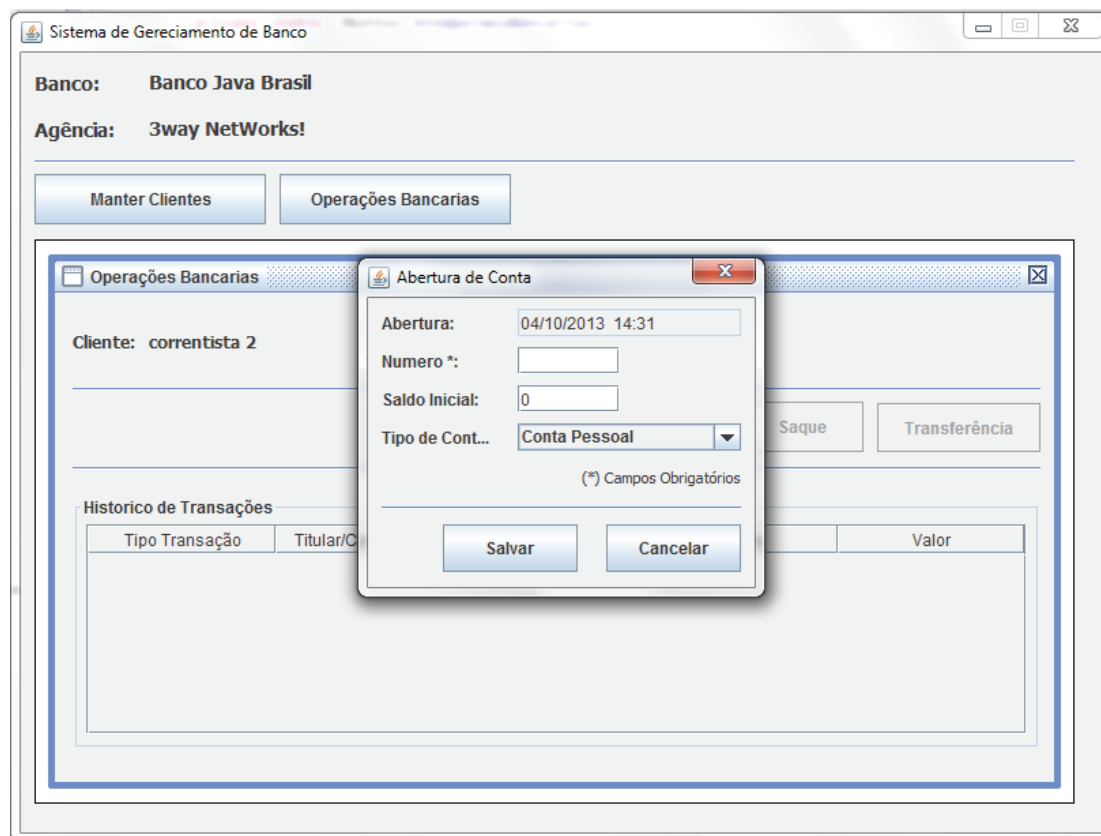 Sistema de Gereciamento de Banco
Banco: Banco Java Brasil
Agência: 3way NetWorks!
Manter Clientes Operações Bancarias
Operações Bancarias
Cliente: correntista 2
Saque Transferência
Historico de Transações
Tipo Transação Titular/C Valor
Abertura de Conta
Abertura: 04/10/2013 14:31
Numero *:
Saldo Inicial: 0
Tipo de Cont... Conta Pessoal
(*) Campos Obrigatórios
Salvar Cancelar